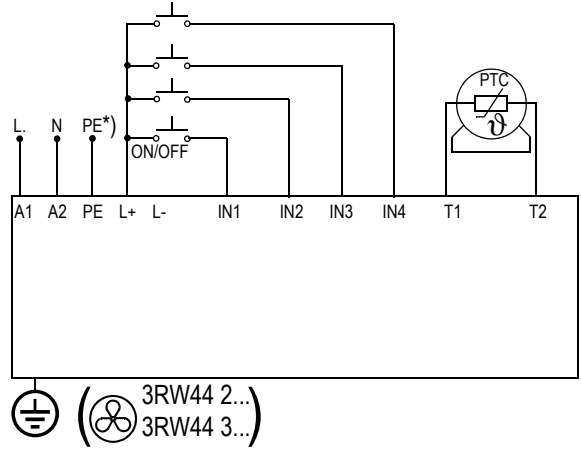 PTC
ϑ
L. N PE*)
ON/OFF
A1 A2 PE L+ L- IN1 IN2 IN3 IN4 T1 T2
( 3RW44 2... )
3RW44 3...